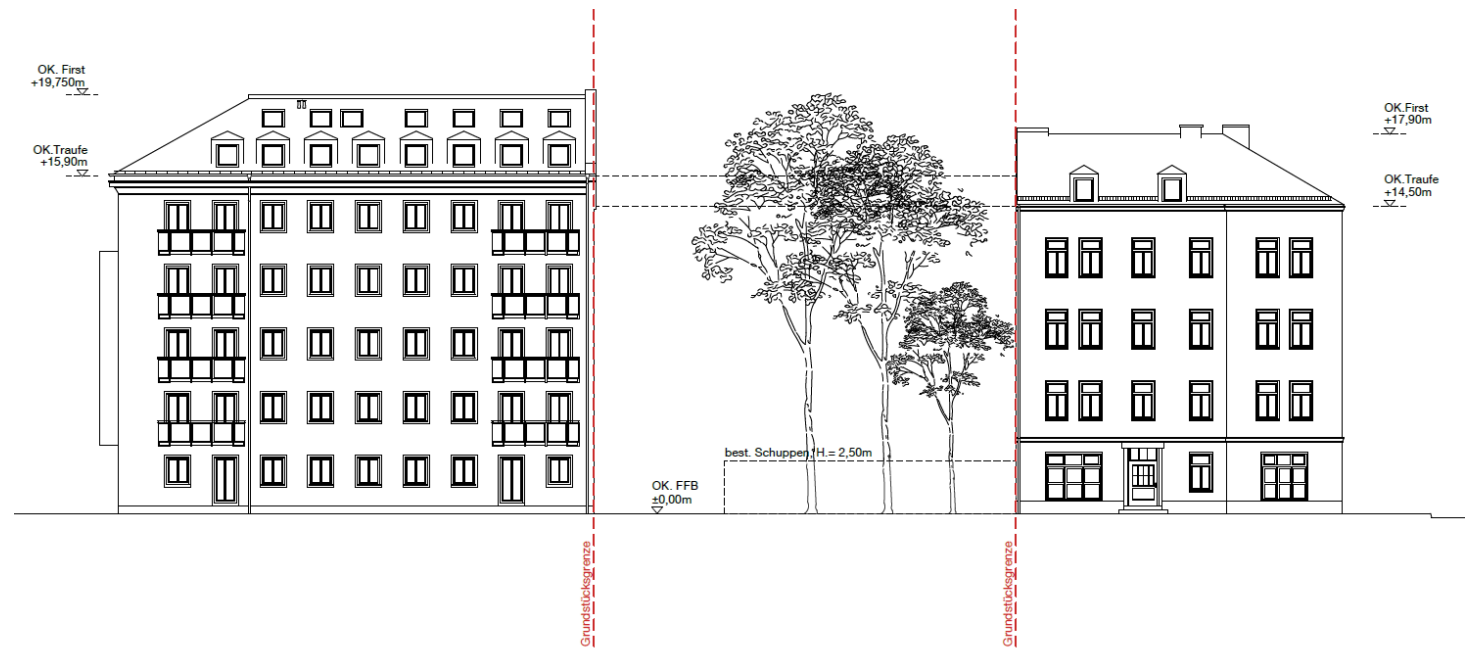 OK. First
+19,750m
OK.Traufe
+15,90m
OK.First
+17,90m
OK.Traufe
+14,50m
best. Schuppen, H.= 2,50m
OK. FFB
±0,00m
Grundstücksgrenze
Grundstücksgrenze